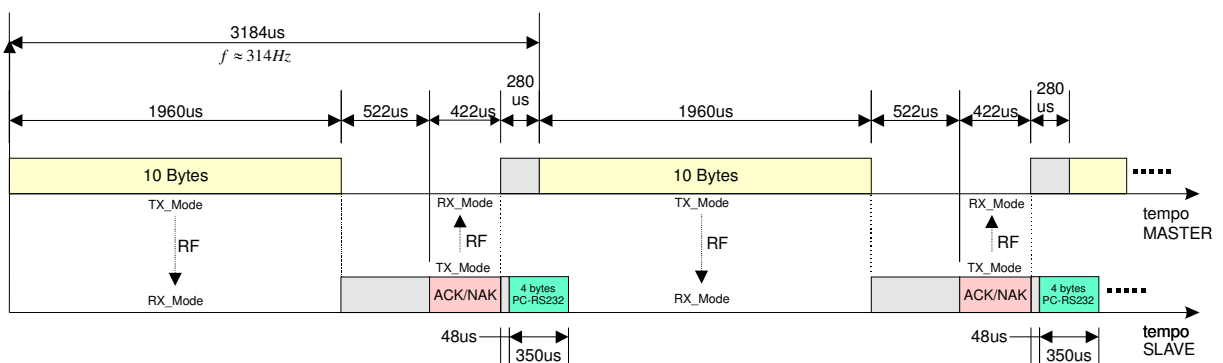 3184us
f ≈ 314Hz
280
us
280
us
1960us
522us
422us
1960us
522us
422us
10 Bytes
10 Bytes
TX_Mode
RX_Mode
TX_Mode
RX_Mode
tempo
MASTER
RF
RF
RF
RF
TX_Mode
TX_Mode
RX_Mode
ACK/NAK
4 bytes
PC-RS232
RX_Mode
ACK/NAK
4 bytes
PC-RS232
tempo
SLAVE
48us
350us
48us
350us